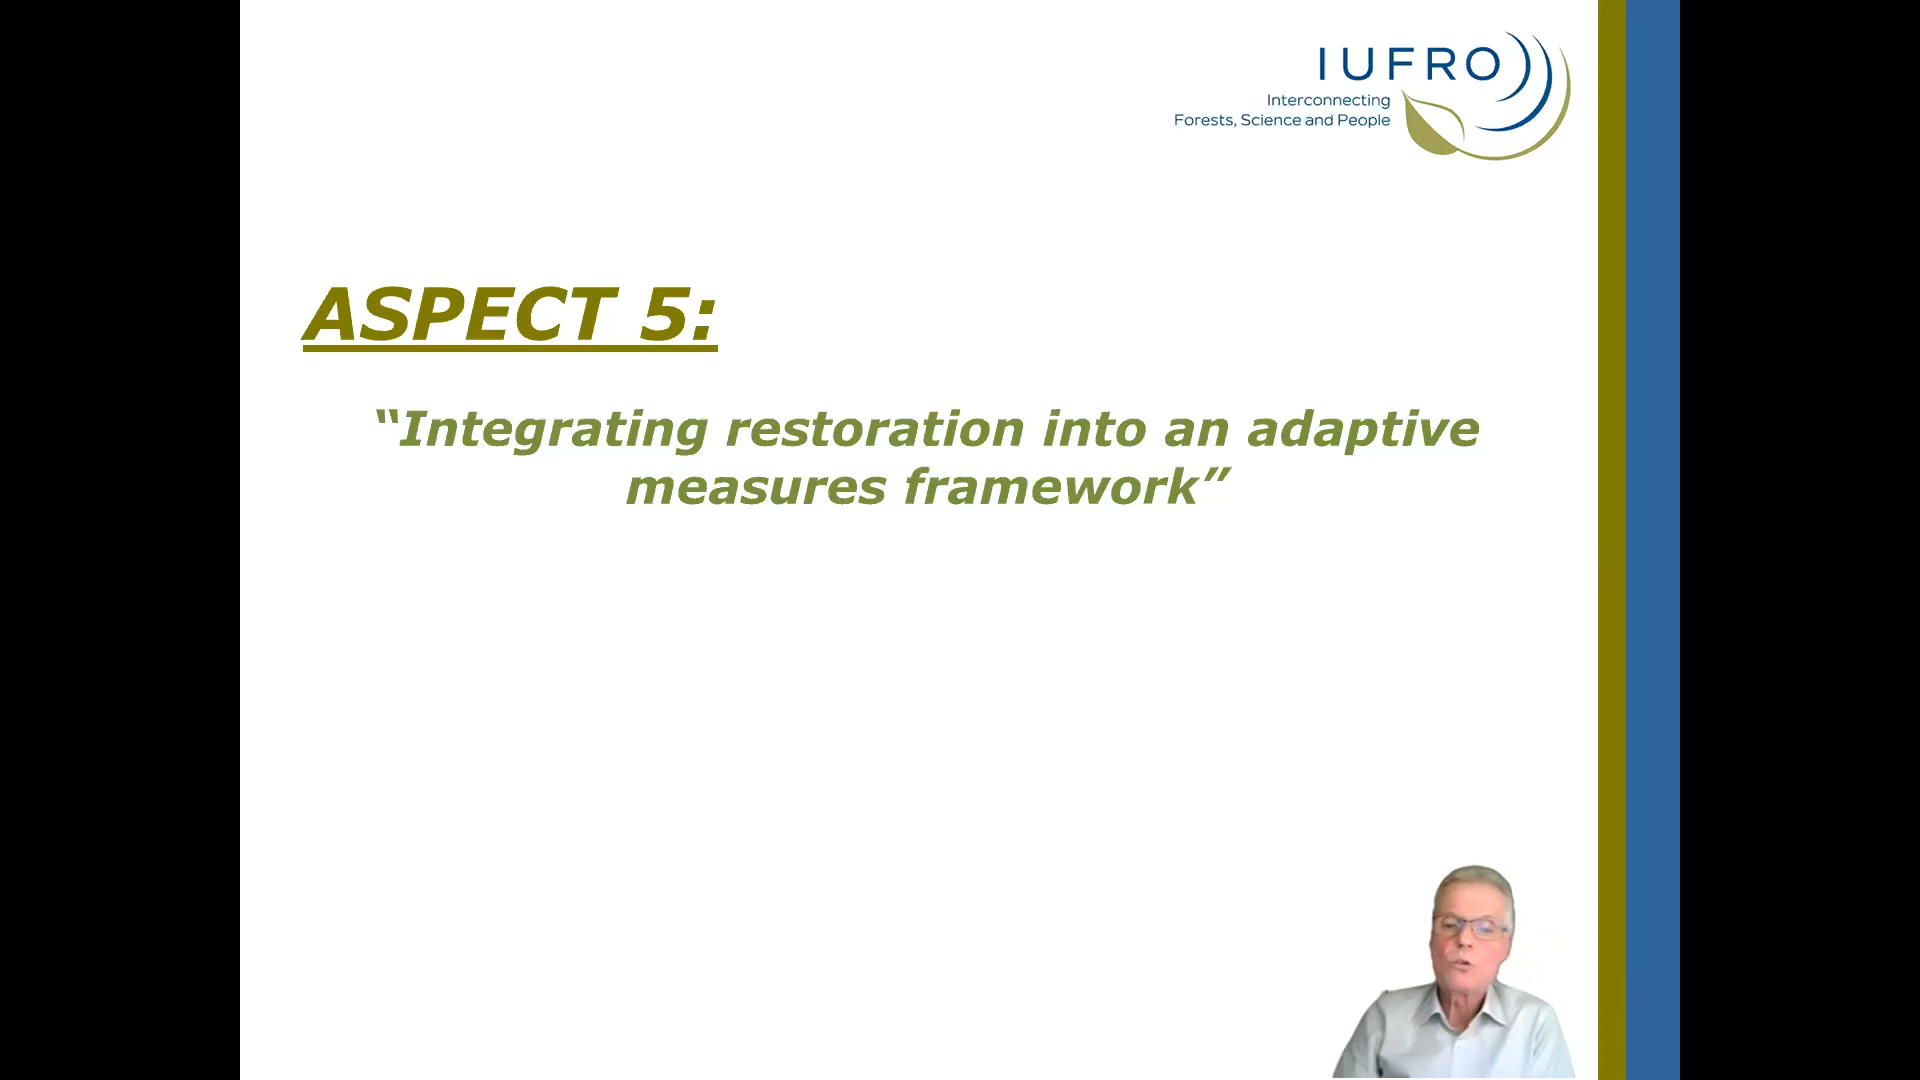 IUFRO
Interconnecting
Forests, Science and People
ASPECT 5:
“Integrating restoration into an adaptive
measures framework”